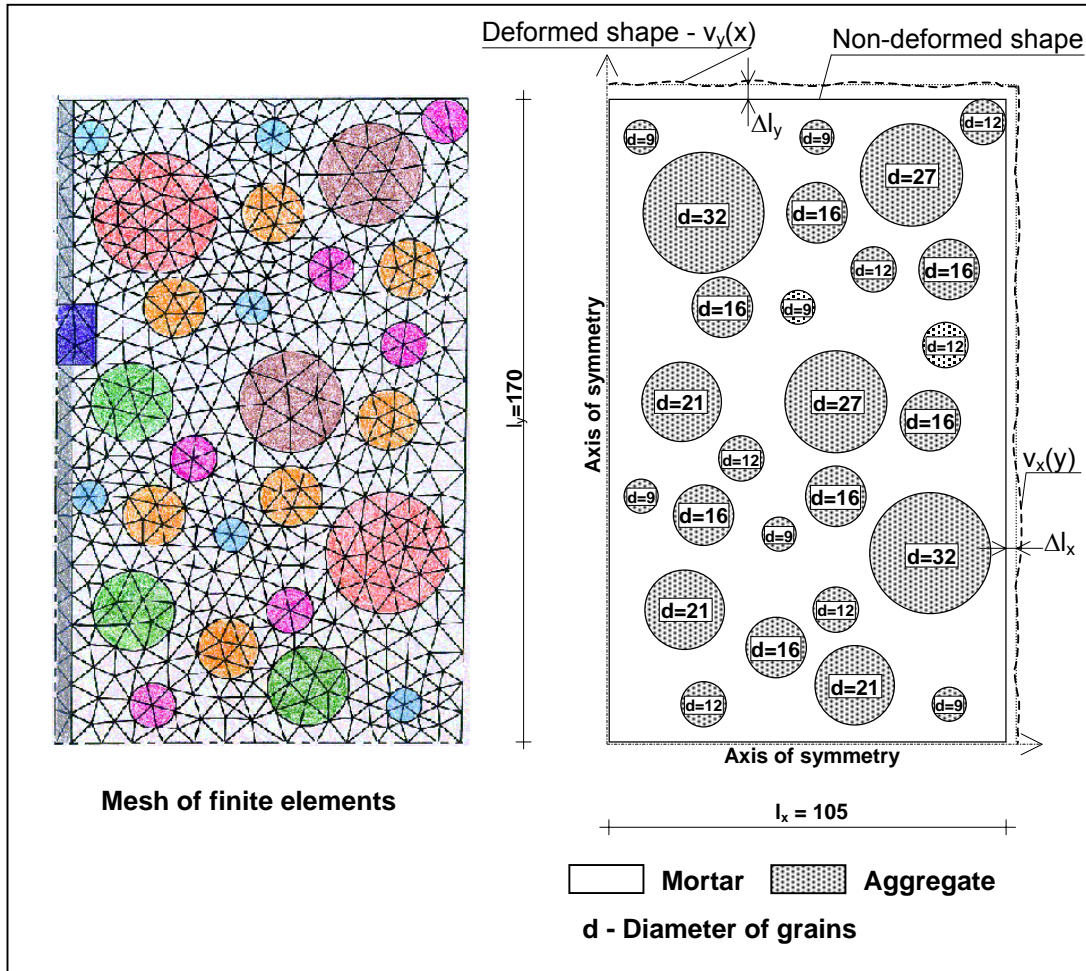 Deformed shape - vy(x)
Non-deformed shape
Δly
d=9
d=9
d=12
d=27
d=32
d=16
d=12
d=16
d=16
d=9
d=12
Axis of symmetry
ly=170
d=21
d=27
d=16
d=12
vx(y)
d=9
d=16
d=16
d=9
d=32
Δlx
d=21
d=12
d=16
d=21
d=12
d=9
Axis of symmetry
Mesh of finite elements
lx = 105
Mortar
Aggregate
d - Diameter of grains